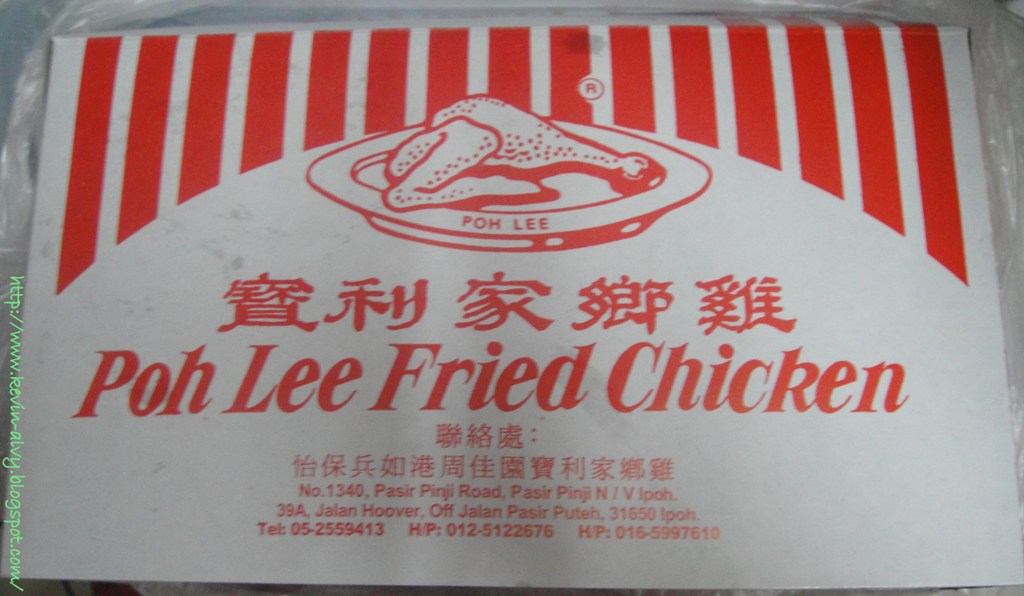 ®
POH LEE
寶利家鄉雞
Poh Lee Fried Chicken
聯絡處:
怡保兵如港周佳園寶利家鄉雞
No.1340, Pasir Pinji Road, Pasir Pinji N / V Ipoh.
39A, Jalan Hoover, Off Jalan Pasir Puteh, 31650 Ipoh.
Tel: 05-2559413 H/P: 012-5122676 H/P: 016-5997610
http://www.kevin-alvy.blogspot.com/